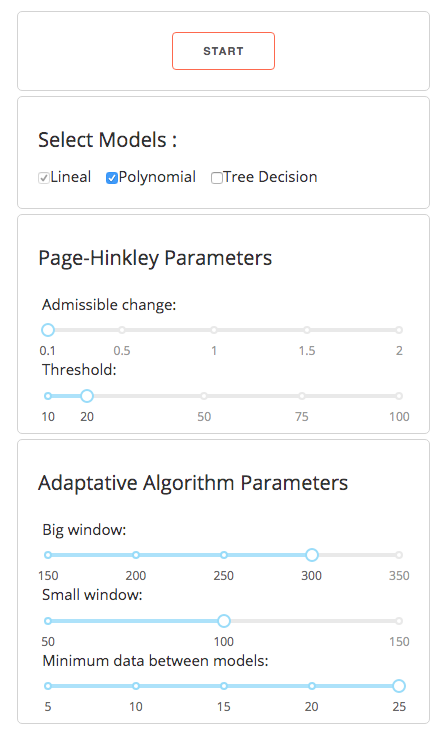 START
Select Models :
Lineal Polynomial Tree Decision
Page-Hinkley Parameters
Admissible change:
0.1 0.5 1 1.5 2
Threshold:
10 20 50 75 100
Adaptative Algorithm Parameters
Big window:
150 200 250 300 350
Small window:
50 100 150
Minimum data between models:
5 10 15 20 25